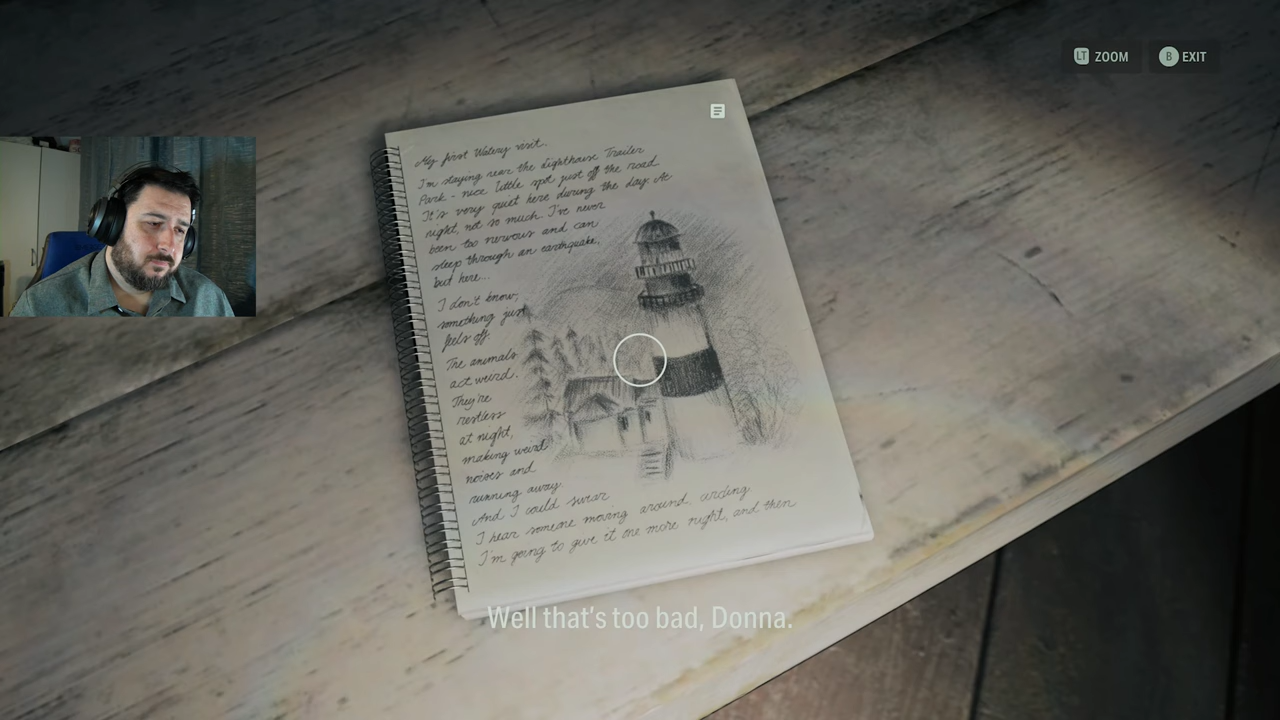 LT ZOOM
B EXIT
My first Watery visit.
I'm staying near the Lighthouse Trailer
Park - nice little spot just off the road.
It's very quiet here during the day. At
night, not so much. I've never
been too nervous and can
sleep through an earthquake,
but here...
I don't know,
something just
feels off.
The animals
act weird.
They're
restless
at night,
making weird
noises and
running away.
And I could swear
I hear someone moving around circling
I'm going to give it one more night, and then
Well that's too bad, Donna.